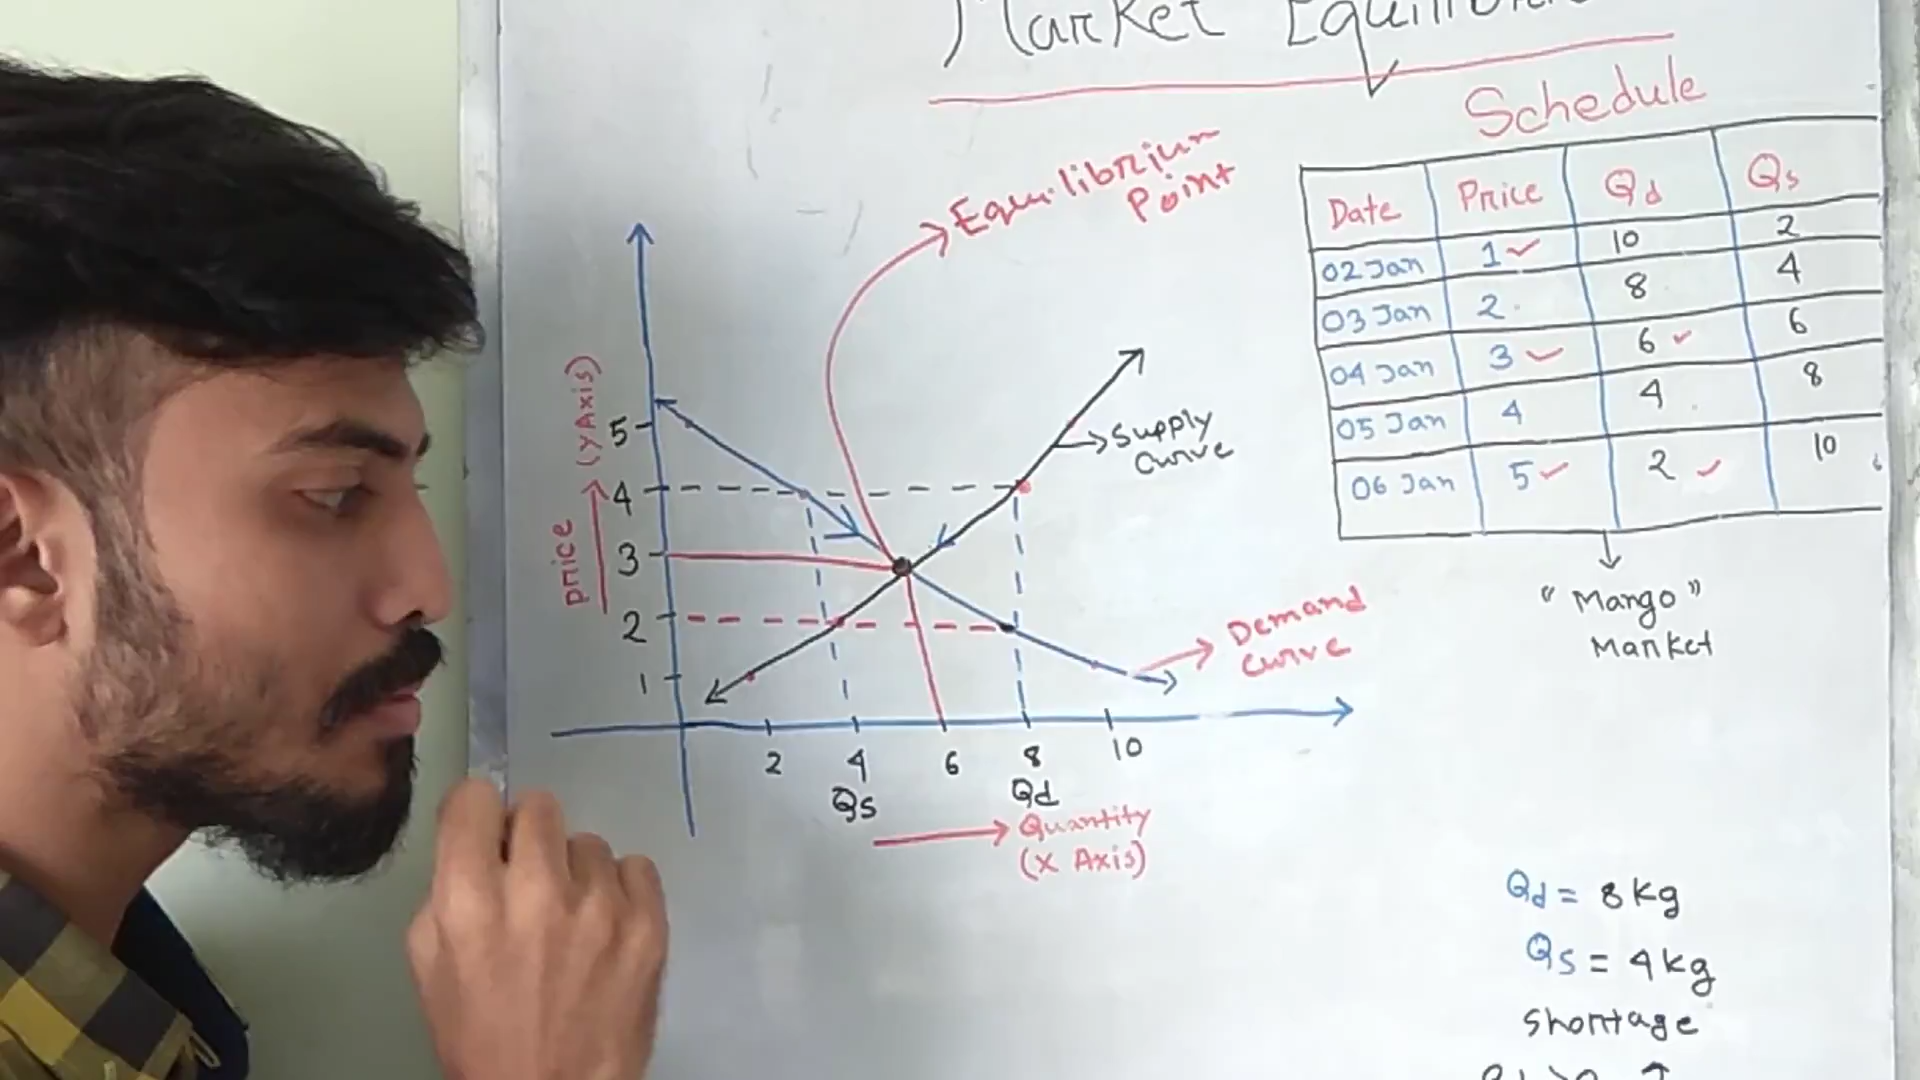 Market
Schedule
Equilibrium
Point
Date Price Qd Qs
02 Jan 1 10 2
03 Jan 2 8 4
04 Jan 3 6 6
05 Jan 4 4 8
06 Jan 5 2 10
"Mango"
Market
Price (YAxis)
5
4
3
2
1
Supply
Curve
Demand
Curve
2 4 6 8 10
Qs Qd
Quantity
(X Axis)
Qd = 8 kg
Qs = 4 kg
shortage